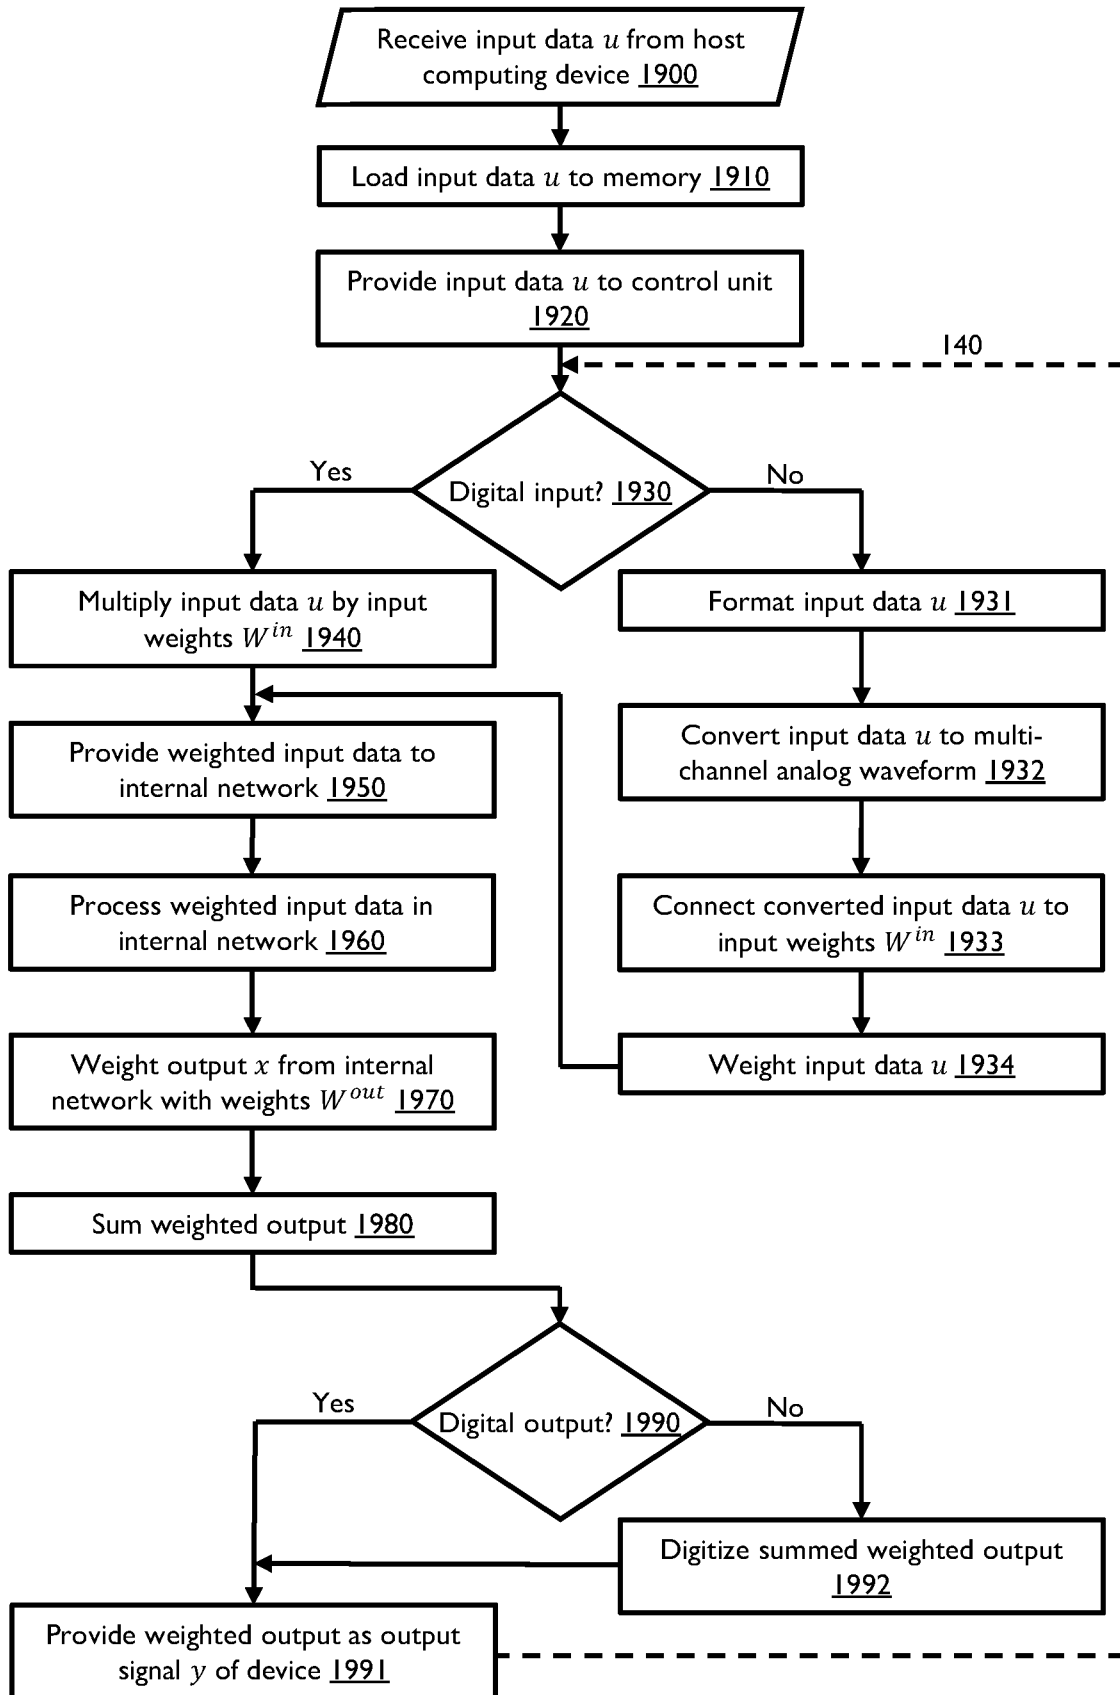 Receive input data u from host
computing device 1900
Load input data u to memory 1910
Provide input data u to control unit
1920
140
Yes
No
Digital input? 1930
Multiply input data u by input
weights W^in 1940
Format input data u 1931
Provide weighted input data to
internal network 1950
Convert input data u to multi-
channel analog waveform 1932
Process weighted input data in
internal network 1960
Connect converted input data u to
input weights W^in 1933
Weight output x from internal
network with weights W^out 1970
Weight input data u 1934
Sum weighted output 1980
Yes
No
Digital output? 1990
Digitize summed weighted output
1992
Provide weighted output as output
signal y of device 1991